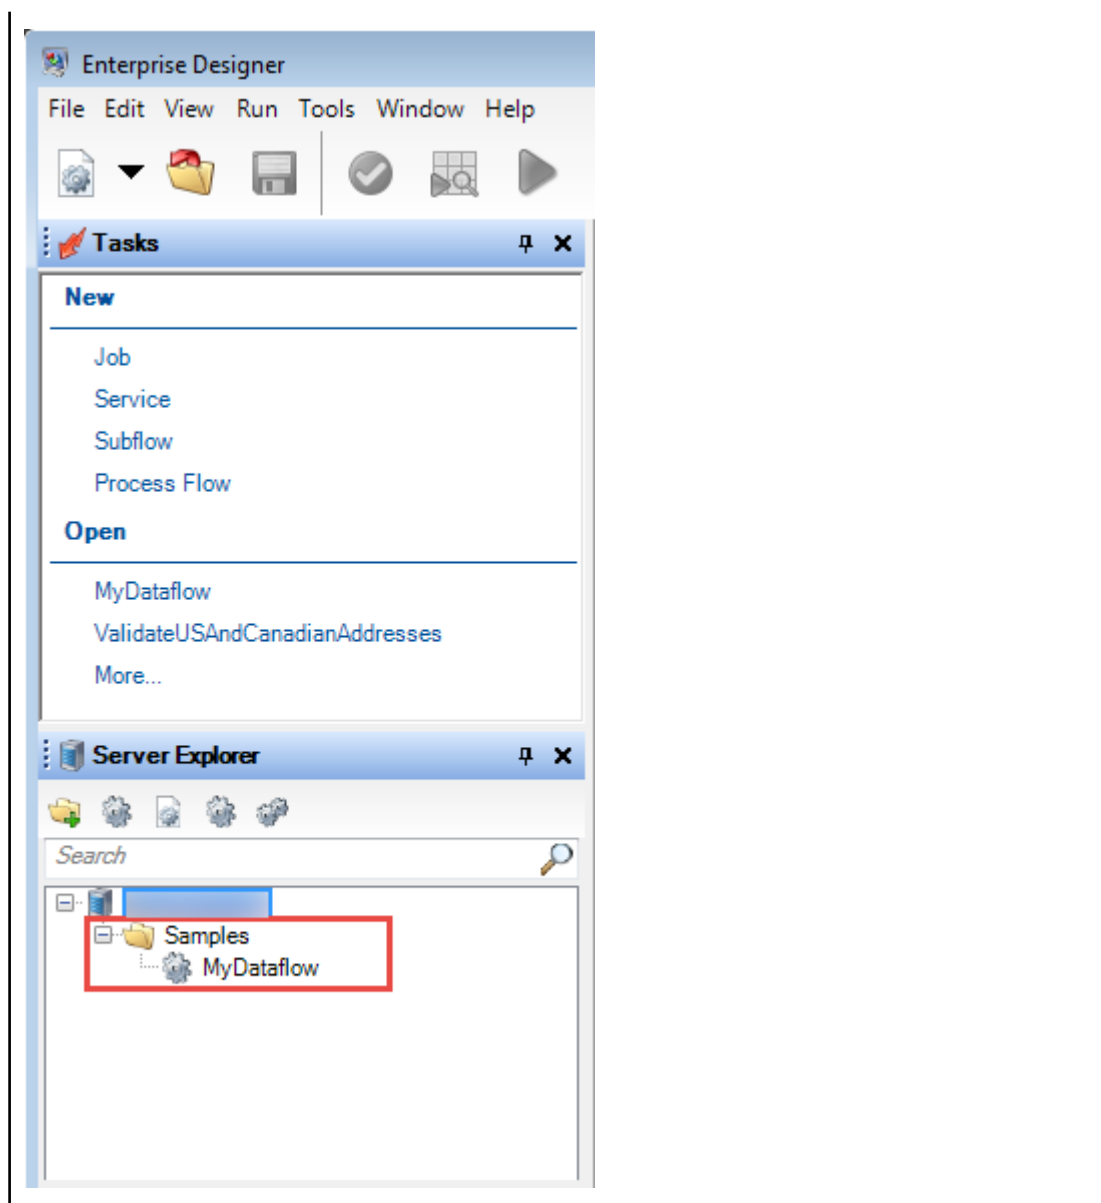 Enterprise Designer
File Edit View Run Tools Window Help
Tasks
New
Job
Service
Subflow
Process Flow
Open
MyDataflow
ValidateUSAndCanadianAddresses
More...
Server Explorer
Search
Samples
MyDataflow